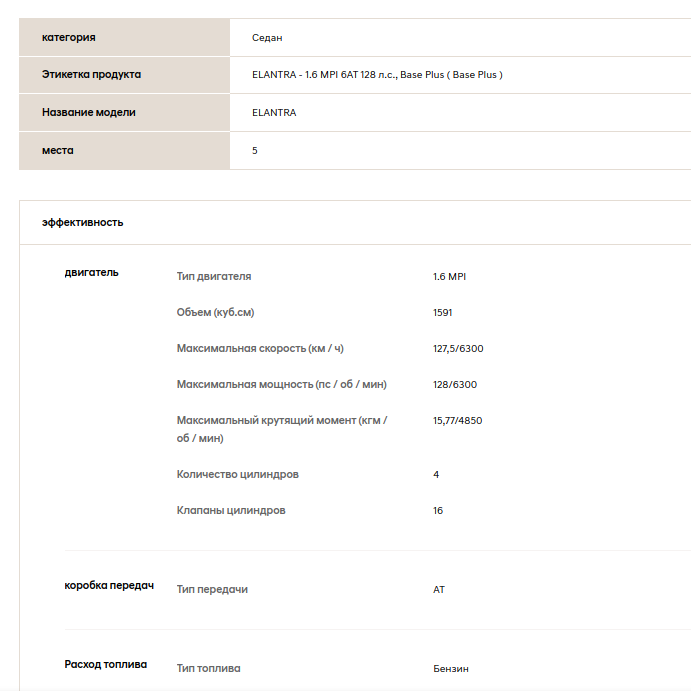 категория Седан
Этикетка продукта ELANTRA - 1.6 MPI 6AT 128 л.с., Base Plus ( Base Plus )
Название модели ELANTRA
места 5
эффективность
двигатель Тип двигателя 1.6 MPI
Объем (куб.см) 1591
Максимальная скорость (км / ч) 127,5/6300
Максимальная мощность (пс / об / мин) 128/6300
Максимальный крутящий момент (кгм / 15,77/4850
об / мин)
Количество цилиндров 4
Клапаны цилиндров 16
коробка передач Тип передачи AT
Расход топлива Тип топлива Бензин